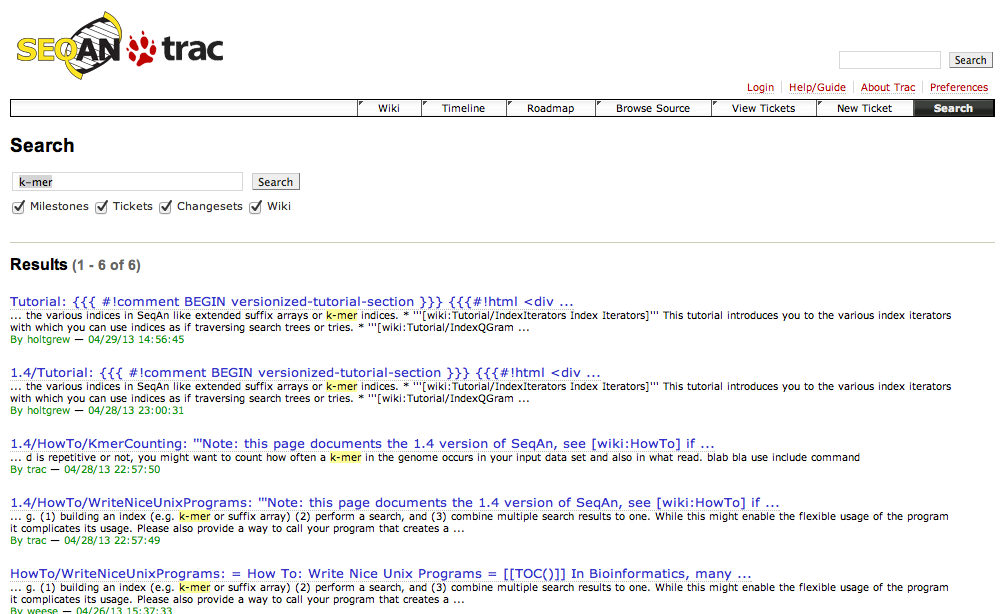 SEQAN trac
Search
Login Help/Guide About Trac Preferences
Wiki Timeline Roadmap Browse Source View Tickets New Ticket Search
Search
k-mer Search
Milestones Tickets Changesets Wiki
Results (1 - 6 of 6)
Tutorial: {{{ #!comment BEGIN versionized-tutorial-section }}} {{{#!html <div ...
... the various indices in SeqAn like extended suffix arrays or k-mer indices. * '''[wiki:Tutorial/IndexIterators Index Iterators]''' This tutorial introduces you to the various index iterators
with which you can use indices as if traversing search trees or tries. * '''[wiki:Tutorial/IndexQGram ...
By holtgrew — 04/29/13 14:56:45
1.4/Tutorial: {{{ #!comment BEGIN versionized-tutorial-section }}} {{{#!html <div ...
... the various indices in SeqAn like extended suffix arrays or k-mer indices. * '''[wiki:Tutorial/IndexIterators Index Iterators]''' This tutorial introduces you to the various index iterators
with which you can use indices as if traversing search trees or tries. * '''[wiki:Tutorial/IndexQGram ...
By holtgrew — 04/28/13 23:00:31
1.4/HowTo/KmerCounting: '''Note: this page documents the 1.4 version of SeqAn, see [wiki:HowTo] if ...
... d is repetitive or not, you might want to count how often a k-mer in the genome occurs in your input data set and also in what read. blab bla use include command
By trac — 04/28/13 22:57:50
1.4/HowTo/WriteNiceUnixPrograms: '''Note: this page documents the 1.4 version of SeqAn, see [wiki:HowTo] if ...
... g. (1) building an index (e.g. k-mer or suffix array) (2) perform a search, and (3) combine multiple search results to one. While this might enable the flexible usage of the program
it complicates its usage. Please also provide a way to call your program that creates a ...
By trac — 04/28/13 22:57:49
HowTo/WriteNiceUnixPrograms: = How To: Write Nice Unix Programs = [[TOC()]] In Bioinformatics, many ...
... g. (1) building an index (e.g. k-mer or suffix array) (2) perform a search, and (3) combine multiple search results to one. While this might enable the flexible usage of the program
it complicates its usage. Please also provide a way to call your program that creates a ...
By weese — 04/26/13 15:37:33